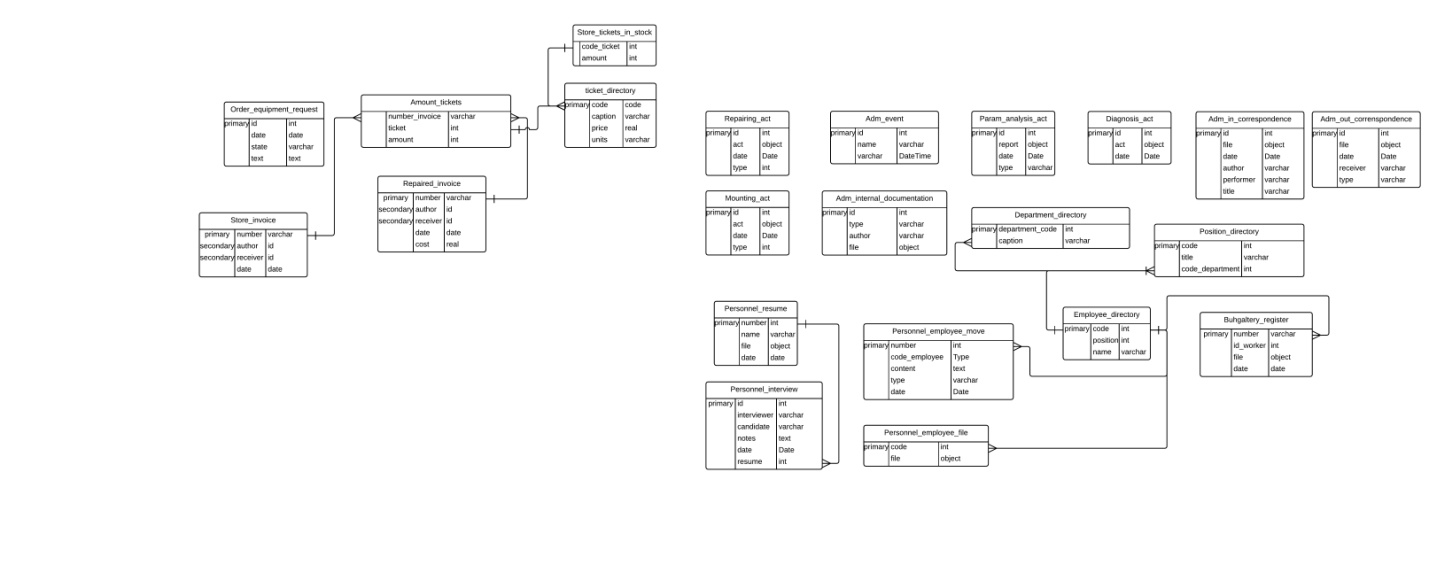 Store_tickets_in_stock
code_ticket int
amount int
ticket_directory
primary code code
caption varchar
price real
units varchar
Amount_tickets
number_invoice varchar
ticket int
amount int
Order_equipment_request
primary id int
date date
state varchar
text text
Repaired_invoice
primary number varchar
secondary author id
secondary receiver id
date date
cost real
Store_invoice
primary number varchar
secondary author id
secondary receiver id
date date
Repairing_act
primary id int
act object
date Date
type int
Adm_event
primary id int
name varchar
varchar DateTime
Param_analysis_act
primary id int
report object
date Date
type varchar
Diagnosis_act
primary id int
act object
date Date
Adm_in_correspondence
primary id int
file object
date Date
author varchar
performer varchar
title varchar
Adm_out_correnspondence
primary id int
file object
date Date
receiver varchar
type varchar
Mounting_act
primary id int
act object
date Date
type int
Adm_internal_documentation
primary id int
type varchar
author varchar
file object
Department_directory
primary department_code int
caption varchar
Position_directory
primary code int
title varchar
code_department int
Personnel_resume
primary number int
name varchar
file object
date date
Personnel_employee_move
primary number int
code_employee Type
content text
type varchar
date Date
Employee_directory
primary code int
position int
name varchar
Buhgaltery_register
primary number varchar
id_worker int
file object
date date
Personnel_interview
primary id int
interviewer varchar
candidate varchar
notes text
date Date
resume int
Personnel_employee_file
primary code int
file object